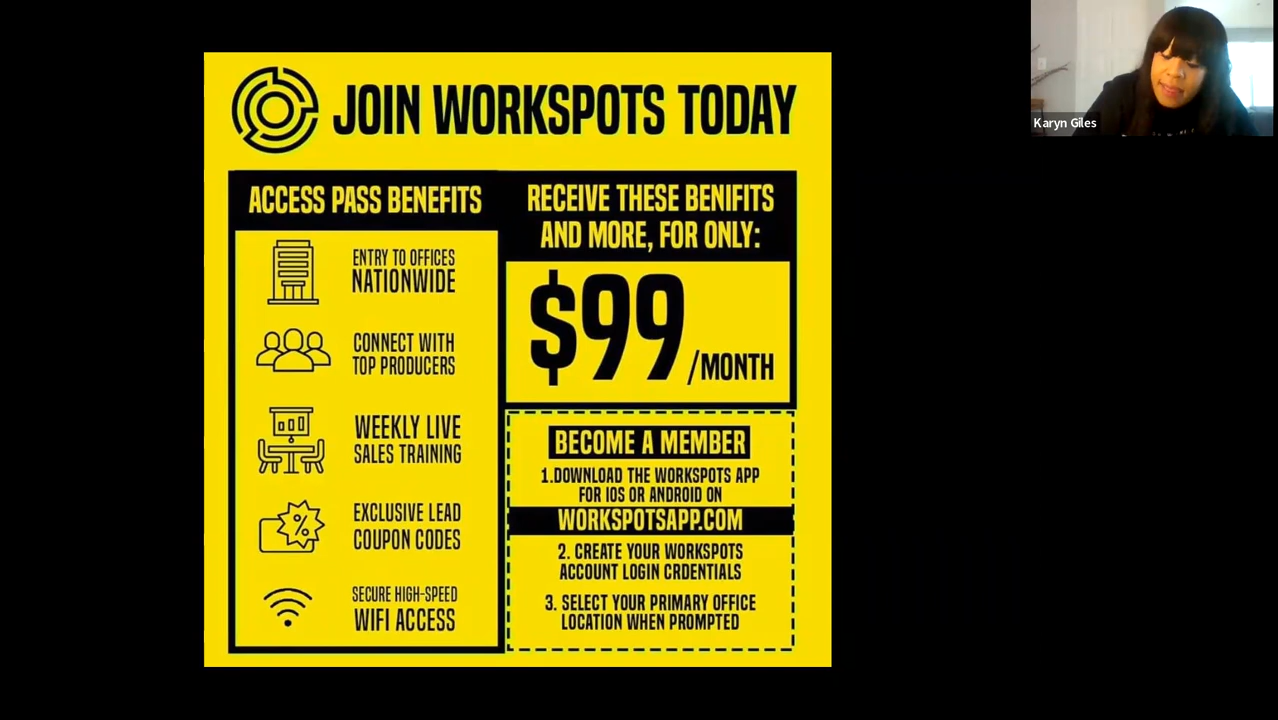 JOIN WORKSPOTS TODAY
ACCESS PASS BENEFITS
ENTRY TO OFFICES
NATIONWIDE
CONNECT WITH
TOP PRODUCERS
WEEKLY LIVE
SALES TRAINING
EXCLUSIVE LEAD
COUPON CODES
SECURE HIGH-SPEED
WIFI ACCESS
RECEIVE THESE BENIFITS
AND MORE, FOR ONLY:
$99/MONTH
BECOME A MEMBER
1.DOWNLOAD THE WORKSPOTS APP
FOR IOS OR ANDROID ON
WORKSPOTSAPP.COM
2. CREATE YOUR WORKSPOTS
ACCOUNT LOGIN CRDENTIALS
3. SELECT YOUR PRIMARY OFFICE
LOCATION WHEN PROMPTED
Karyn Giles